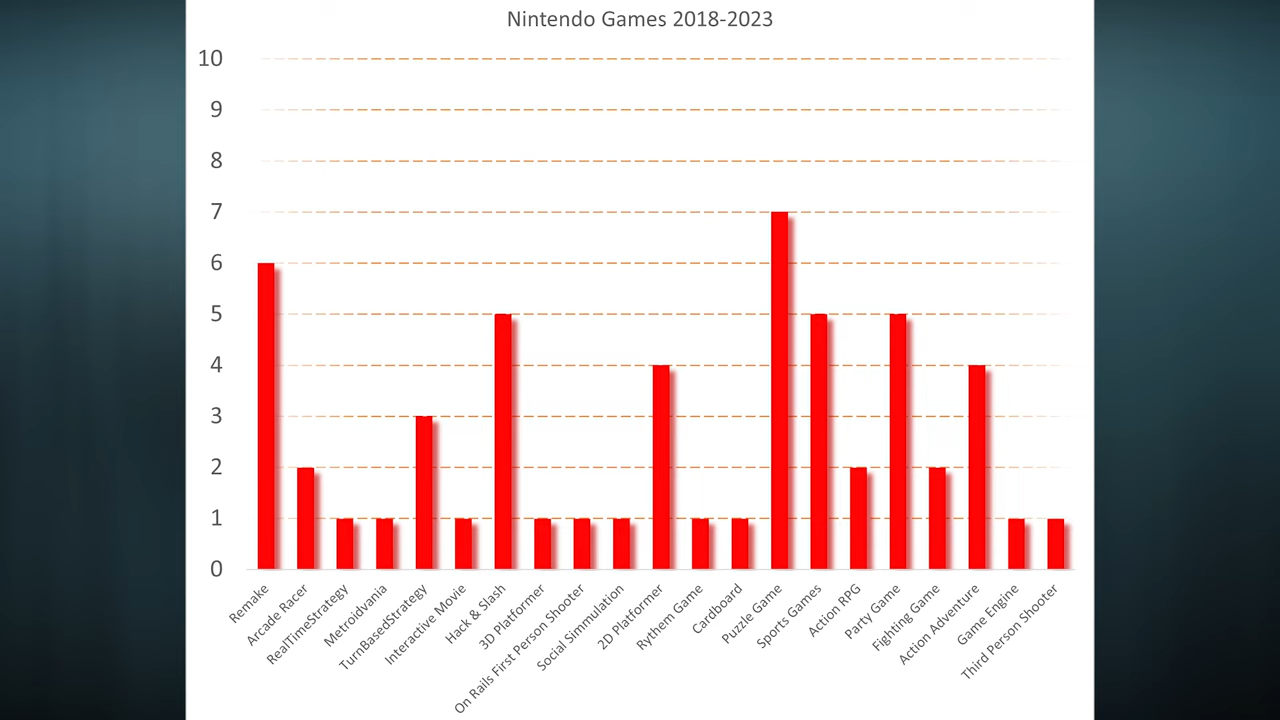 Nintendo Games 2018-2023
10
9
8
7
6
5
4
3
2
1
0
Remake
Arcade Racer
RealTimeStrategy
Metroidvania
TurnBasedStrategy
Interactive Movie
Hack & Slash
3D Platformer
On Rails First Person Shooter
Social Simmulation
2D Platformer
Rythem Game
Cardboard
Puzzle Game
Sports Games
Action RPG
Party Game
Fighting Game
Action Adventure
Game Engine
Third Person Shooter